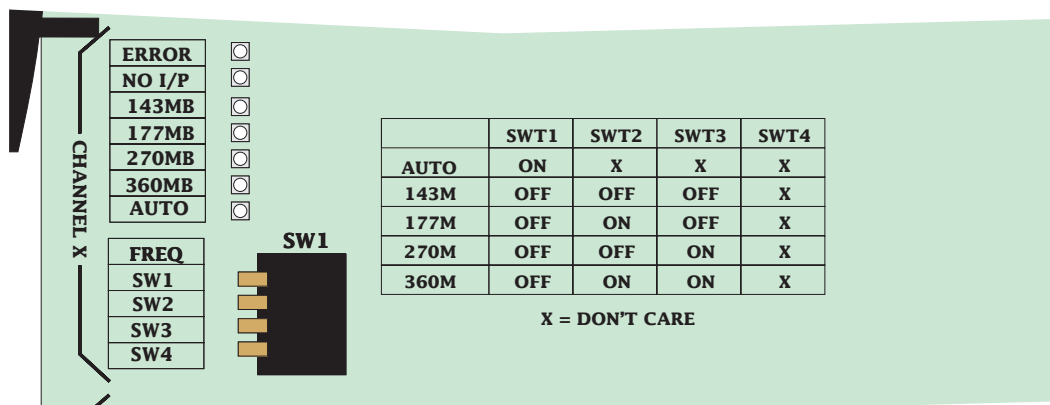 CHANNEL X
ERROR
NO I/P
143MB
177MB
270MB
360MB
AUTO
FREQ
SW1
SW2
SW3
SW4
SW1
SWT1 SWT2 SWT3 SWT4
AUTO ON X X X
143M OFF OFF OFF X
177M OFF ON OFF X
270M OFF OFF ON X
360M OFF ON ON X
X = DON'T CARE